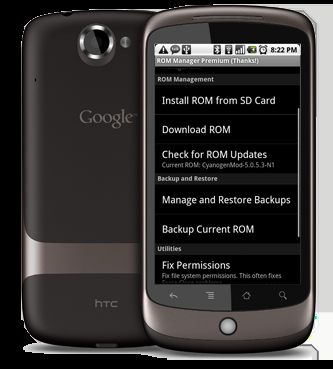 Google
hTC
8:22 PM
ROM Manager Premium (Thanks!)
ROM Management
Install ROM from SD Card
Download ROM
Check for ROM Updates
Current ROM: CyanogenMod-5.0.5.3-N1
Backup and Restore
Manage and Restore Backups
Backup Current ROM
Utilities
Fix Permissions
Fix file system permissions. This often fixes